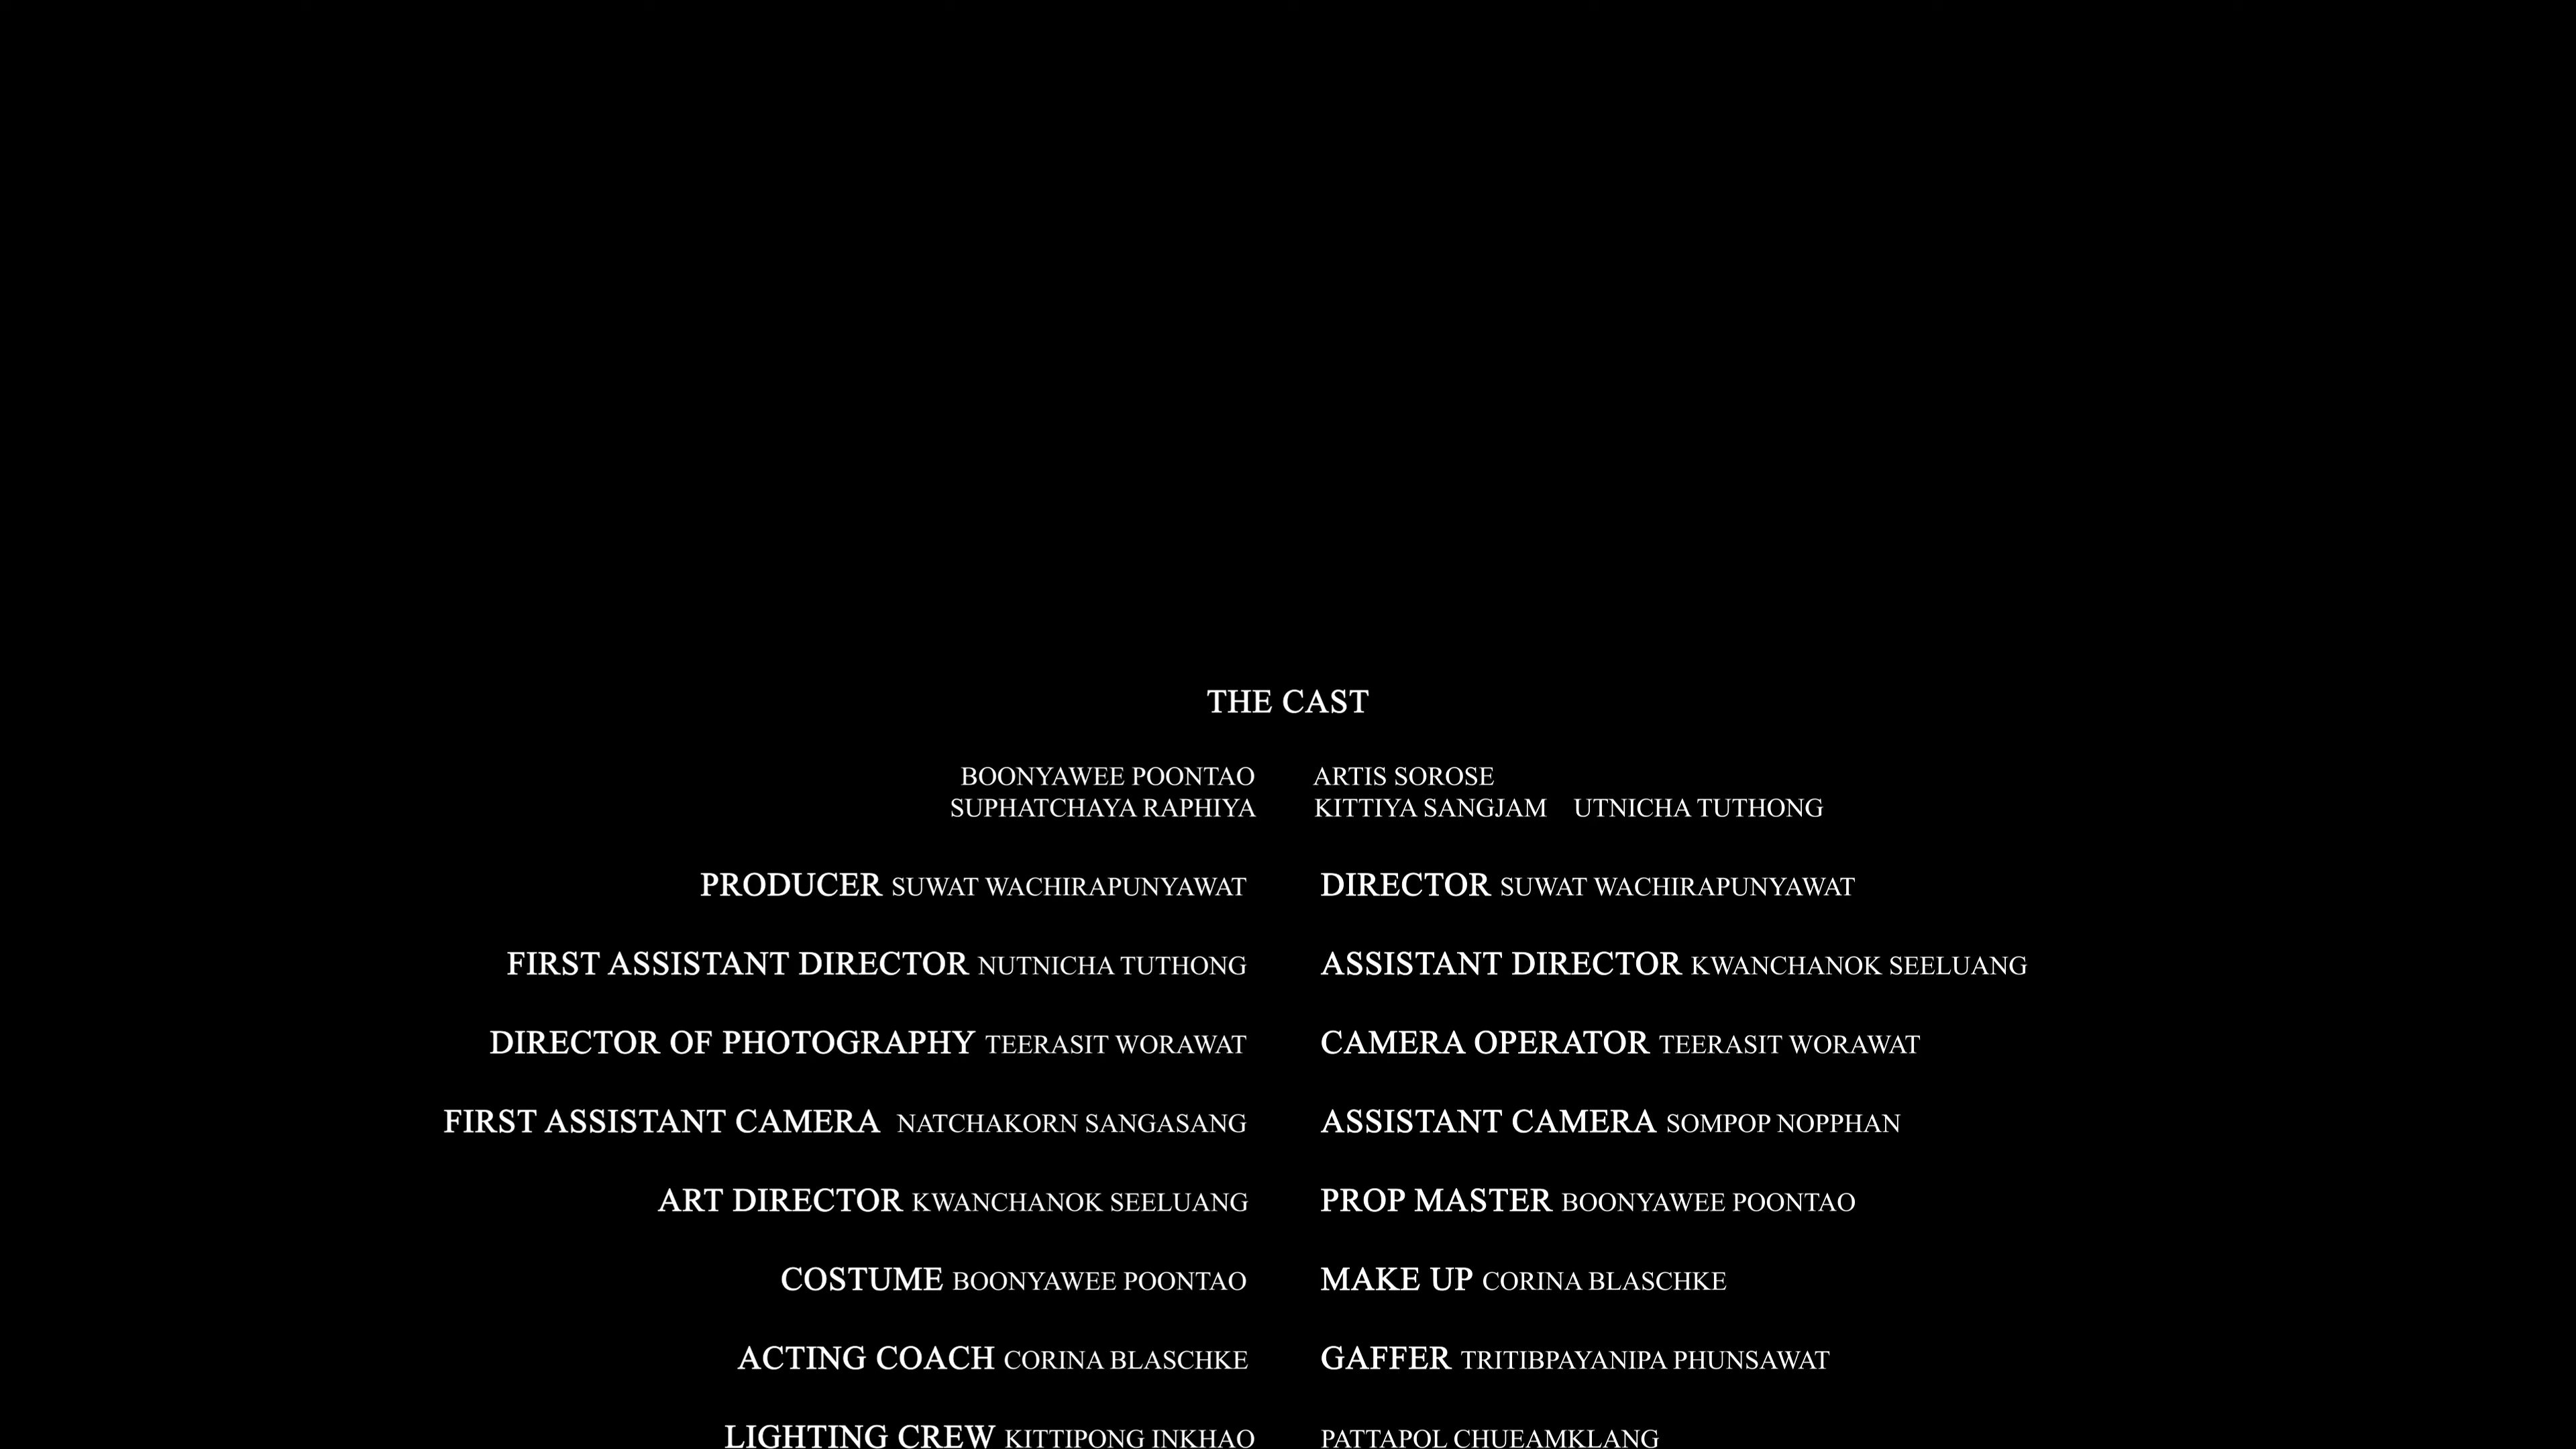 THE CAST
BOONYAWEE POONTAO ARTIS SOROSE
SUPHATCHAYA RAPHIYA KITTIYA SANGJAM UTNICHA TUTHONG
PRODUCER SUWAT WACHIRAPUNYAWAT DIRECTOR SUWAT WACHIRAPUNYAWAT
FIRST ASSISTANT DIRECTOR NUTNICHA TUTHONG ASSISTANT DIRECTOR KWANCHANOK SEELUANG
DIRECTOR OF PHOTOGRAPHY TEERASIT WORAWAT CAMERA OPERATOR TEERASIT WORAWAT
FIRST ASSISTANT CAMERA NATCHAKORN SANGASANG ASSISTANT CAMERA SOMPOP NOPPHAN
ART DIRECTOR KWANCHANOK SEELUANG PROP MASTER BOONYAWEE POONTAO
COSTUME BOONYAWEE POONTAO MAKE UP CORINA BLASCHKE
ACTING COACH CORINA BLASCHKE GAFFER TRITIBPAYANIPA PHUNSAWAT
LIGHTING CREW KITTIPONG INKHAO PATTAPOL CHUEAMKLANG